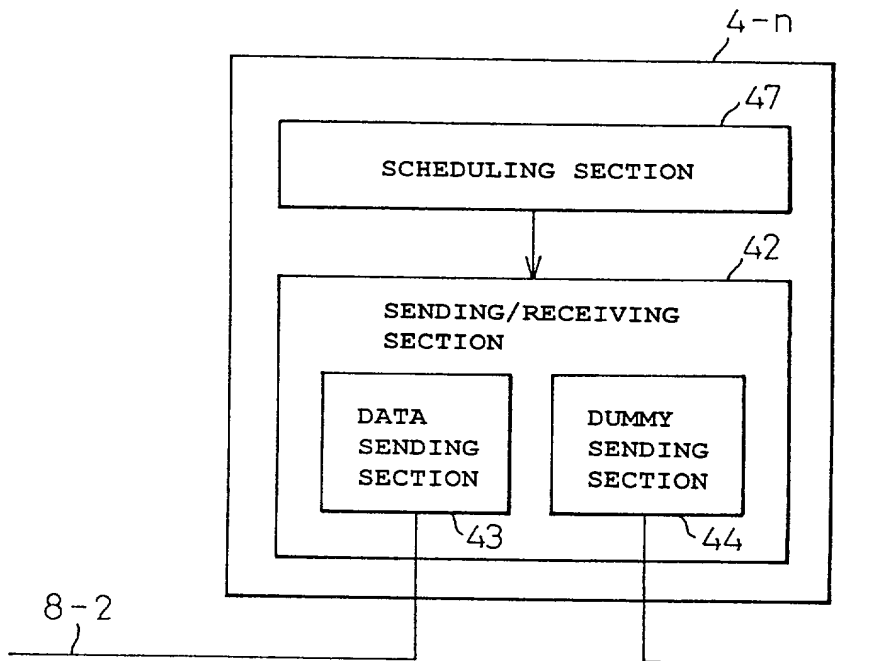 4-n
47
SCHEDULING SECTION
42
SENDING/RECEIVING
SECTION
DATA
SENDING
SECTION
DUMMY
SENDING
SECTION
43
44
8-2